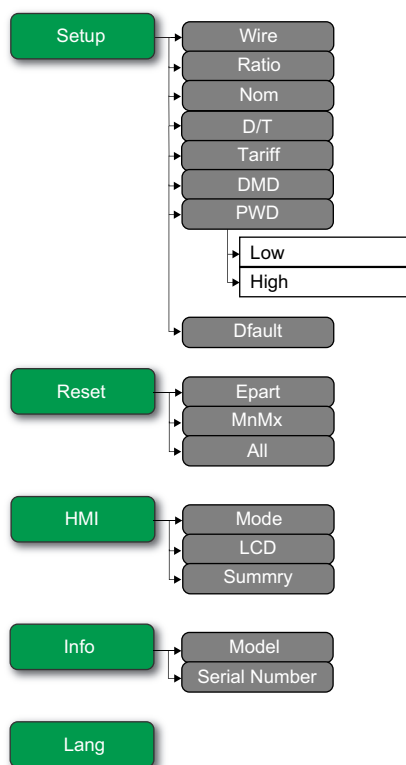 Setup
Wire
Ratio
Nom
D/T
Tariff
DMD
PWD
Low
High
Dfault
Reset
Epart
MnMx
All
HMI
Mode
LCD
Summry
Info
Model
Serial Number
Lang